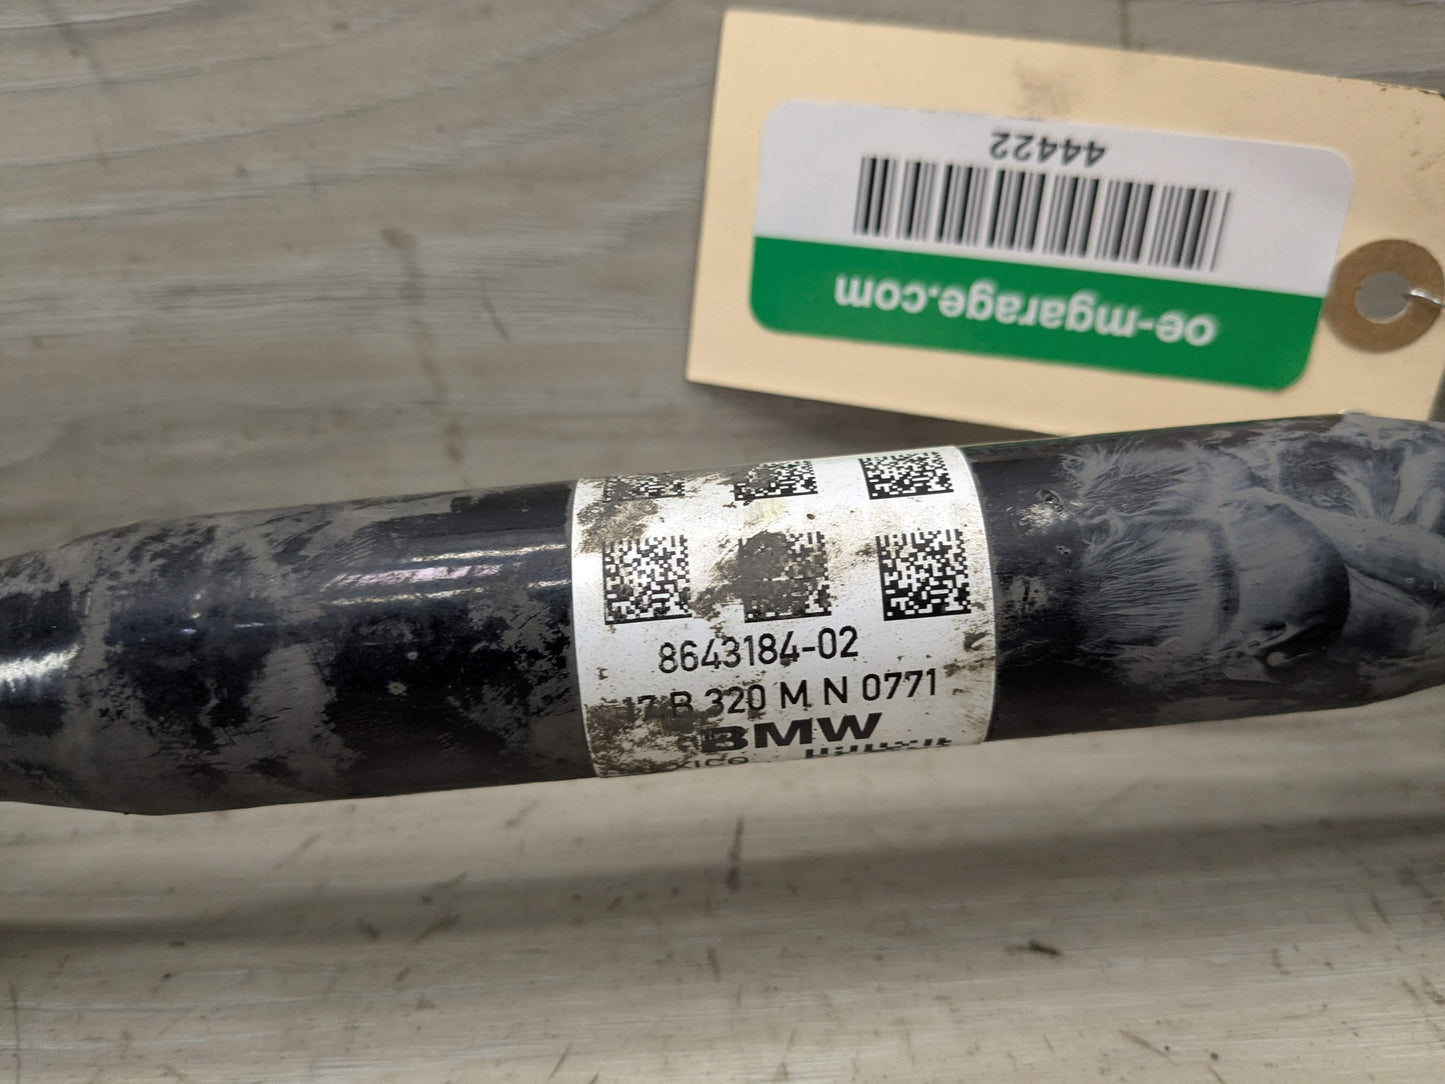 44422
oe-mgarage.com
8643184-02
17 B 320 M N 0771
BMW